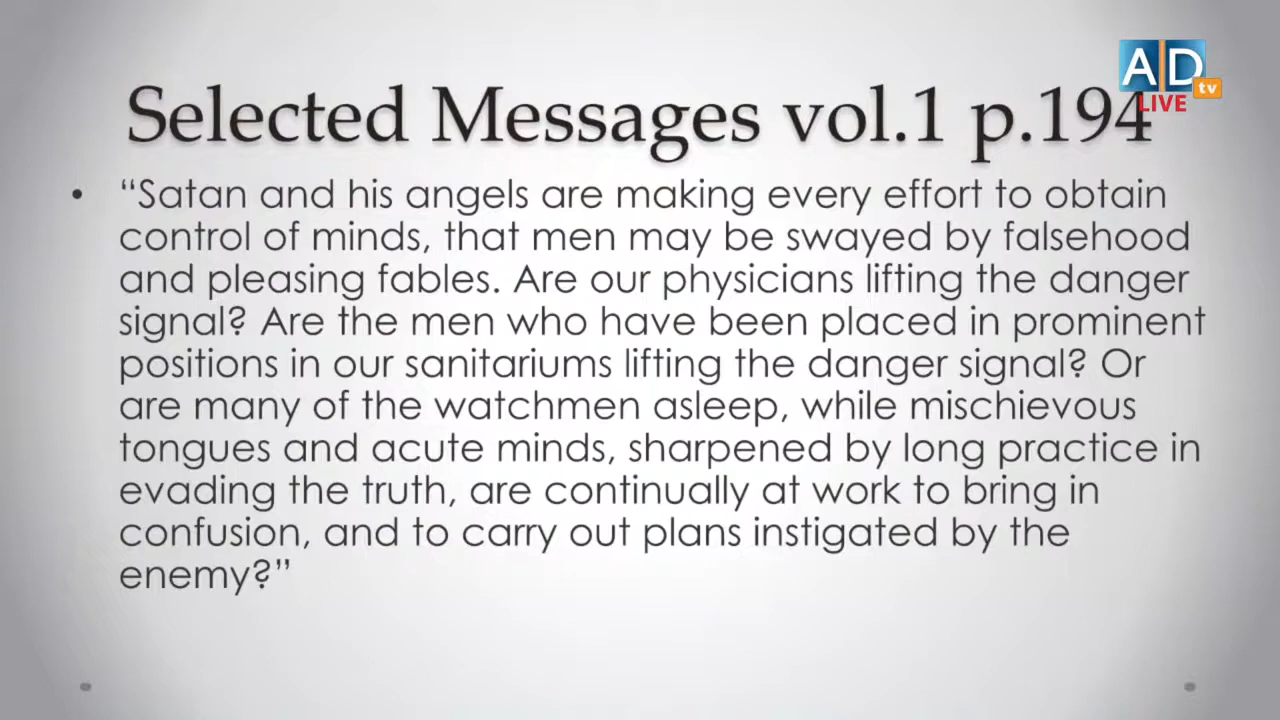 AD
tv
LIVE
Selected Messages vol.1 p.194
• “Satan and his angels are making every effort to obtain
control of minds, that men may be swayed by falsehood
and pleasing fables. Are our physicians lifting the danger
signal? Are the men who have been placed in prominent
positions in our sanitariums lifting the danger signal? Or
are many of the watchmen asleep, while mischievous
tongues and acute minds, sharpened by long practice in
evading the truth, are continually at work to bring in
confusion, and to carry out plans instigated by the
enemy?”